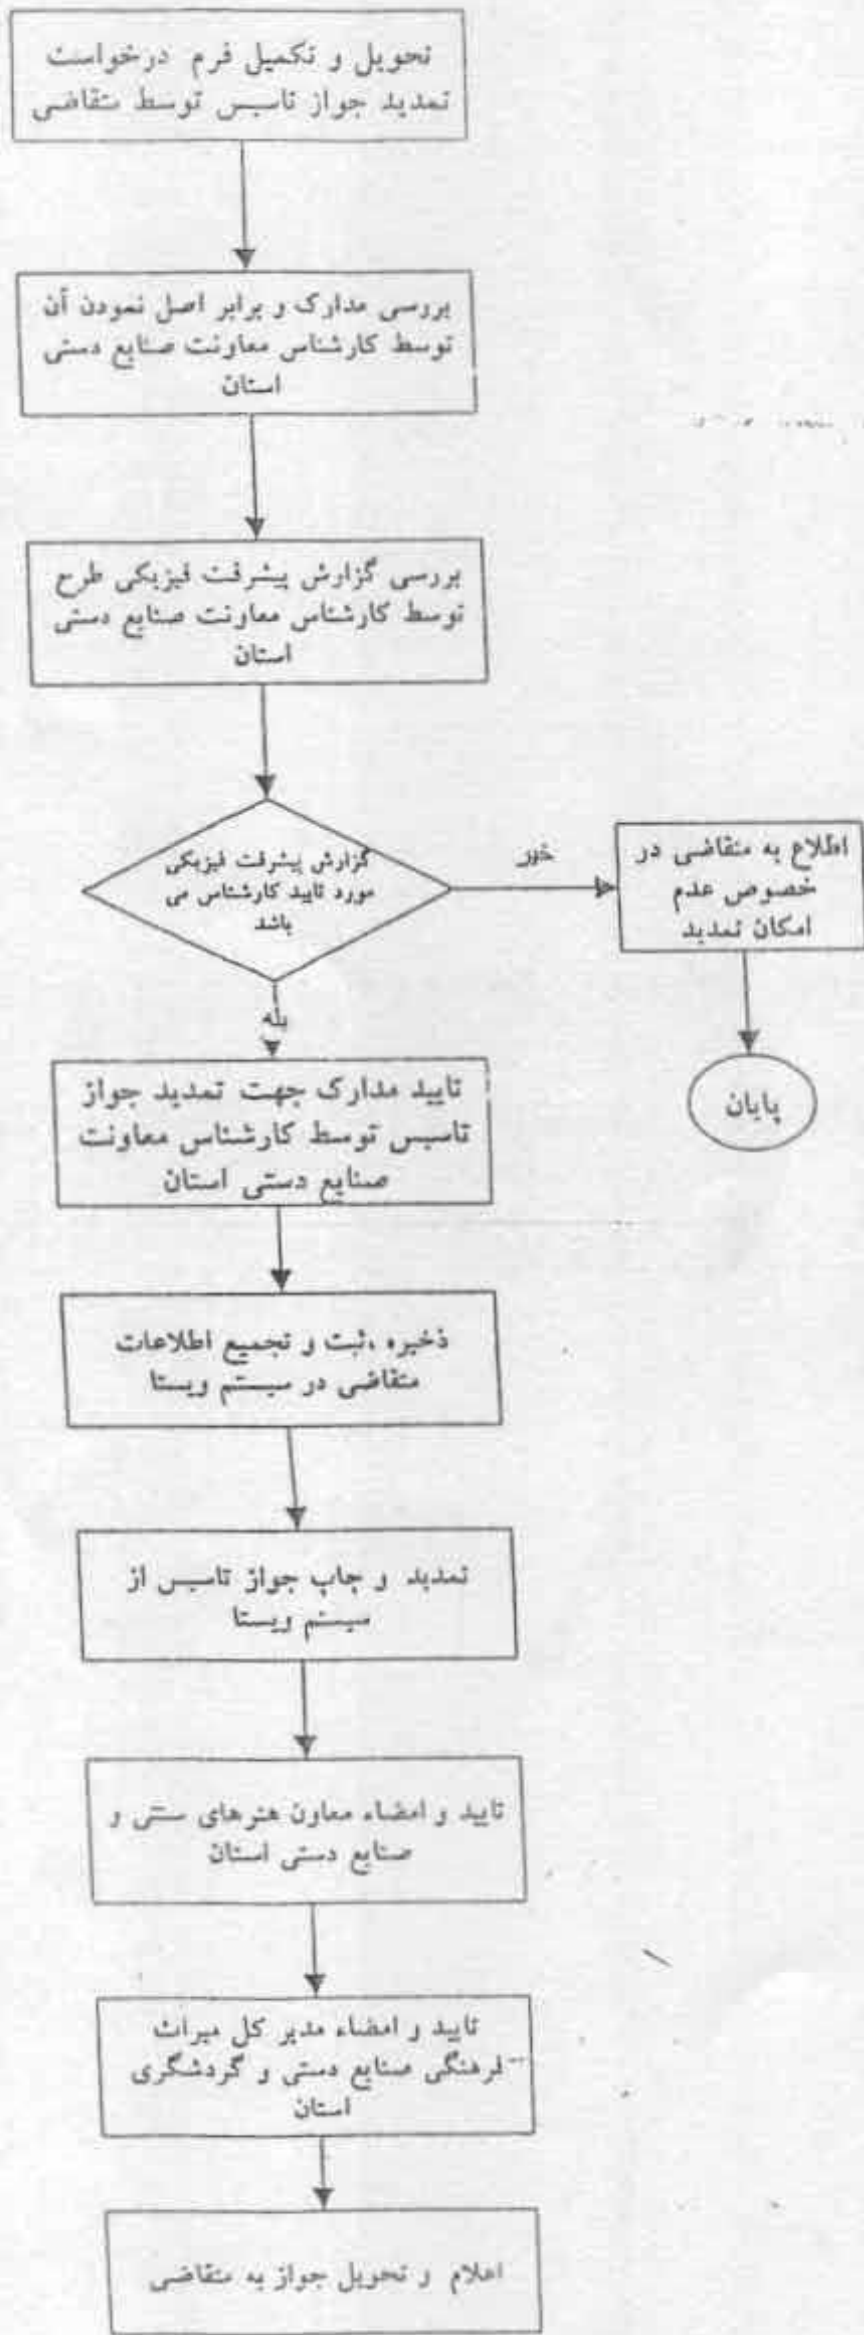 تحویل و تکمیل فرم درخواست
تمدید جواز تاسیس توسط متقاضی
بررسی مدارک و برابر اصل نمودن آن
توسط کارشناس معاونت صنایع دستی
استان
بررسی گزارش پیشرفت فیزیکی طرح
توسط کارشناس معاونت صنایع دستی
استان
گزارش پیشرفت فیزیکی
مورد تایید کارشناس می
باشد
خیر
اطلاع به متقاضی در
خصوص عدم
امکان تمدید
پایان
بله
تایید مدارک جهت تمدید جواز
تاسیس توسط کارشناس معاونت
صنایع دستی استان
ذخیره ،ثبت و تجمیع اطلاعات
متقاضی در سیستم ویستا
تمدید و چاپ جواز تاسیس از
سیستم ویستا
تایید و امضاء معاون هنرهای سنتی و
صنایع دستی استان
تایید و امضاء مدیر کل میراث
فرهنگی صنایع دستی و گردشگری
استان
اعلام و تحویل جواز به متقاضی